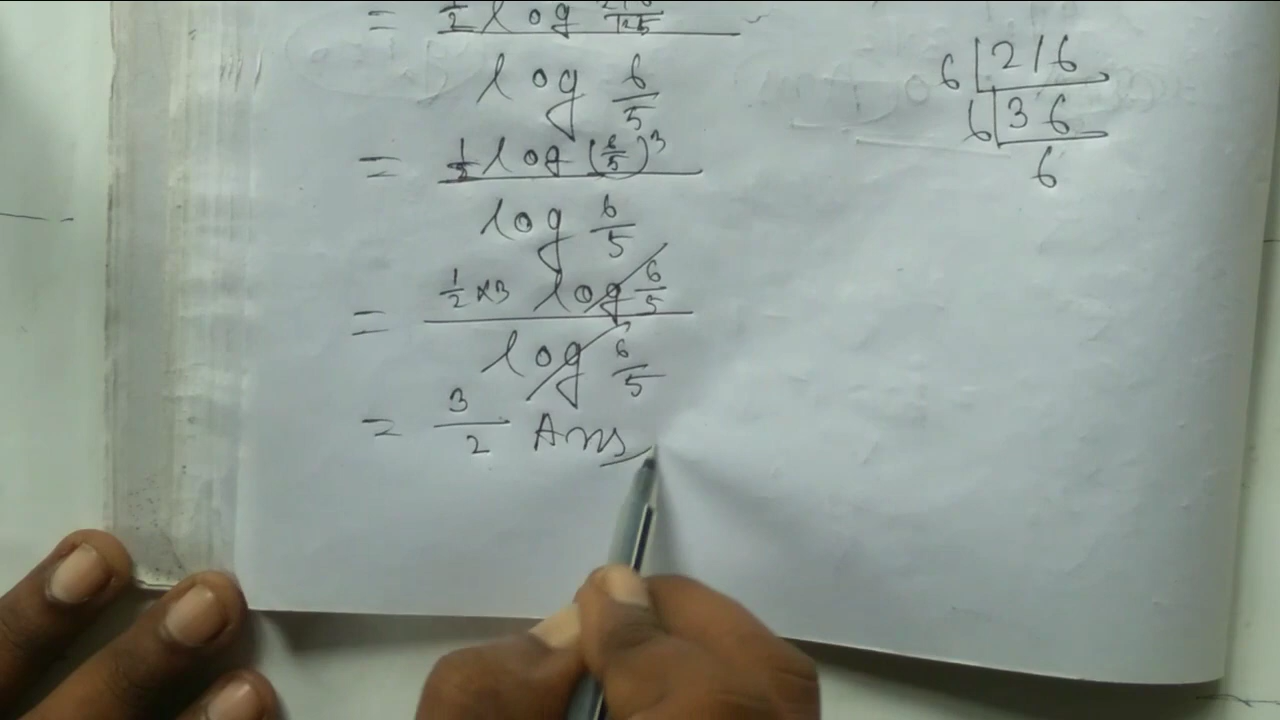 = 1/2 log 216/125
log 6/5
= 1/2 log (6/5)^3
log 6/5
= 1/2 × 3 log 6/5
log 6/5
= 3/2 Ans
6 | 216
6 | 36
6